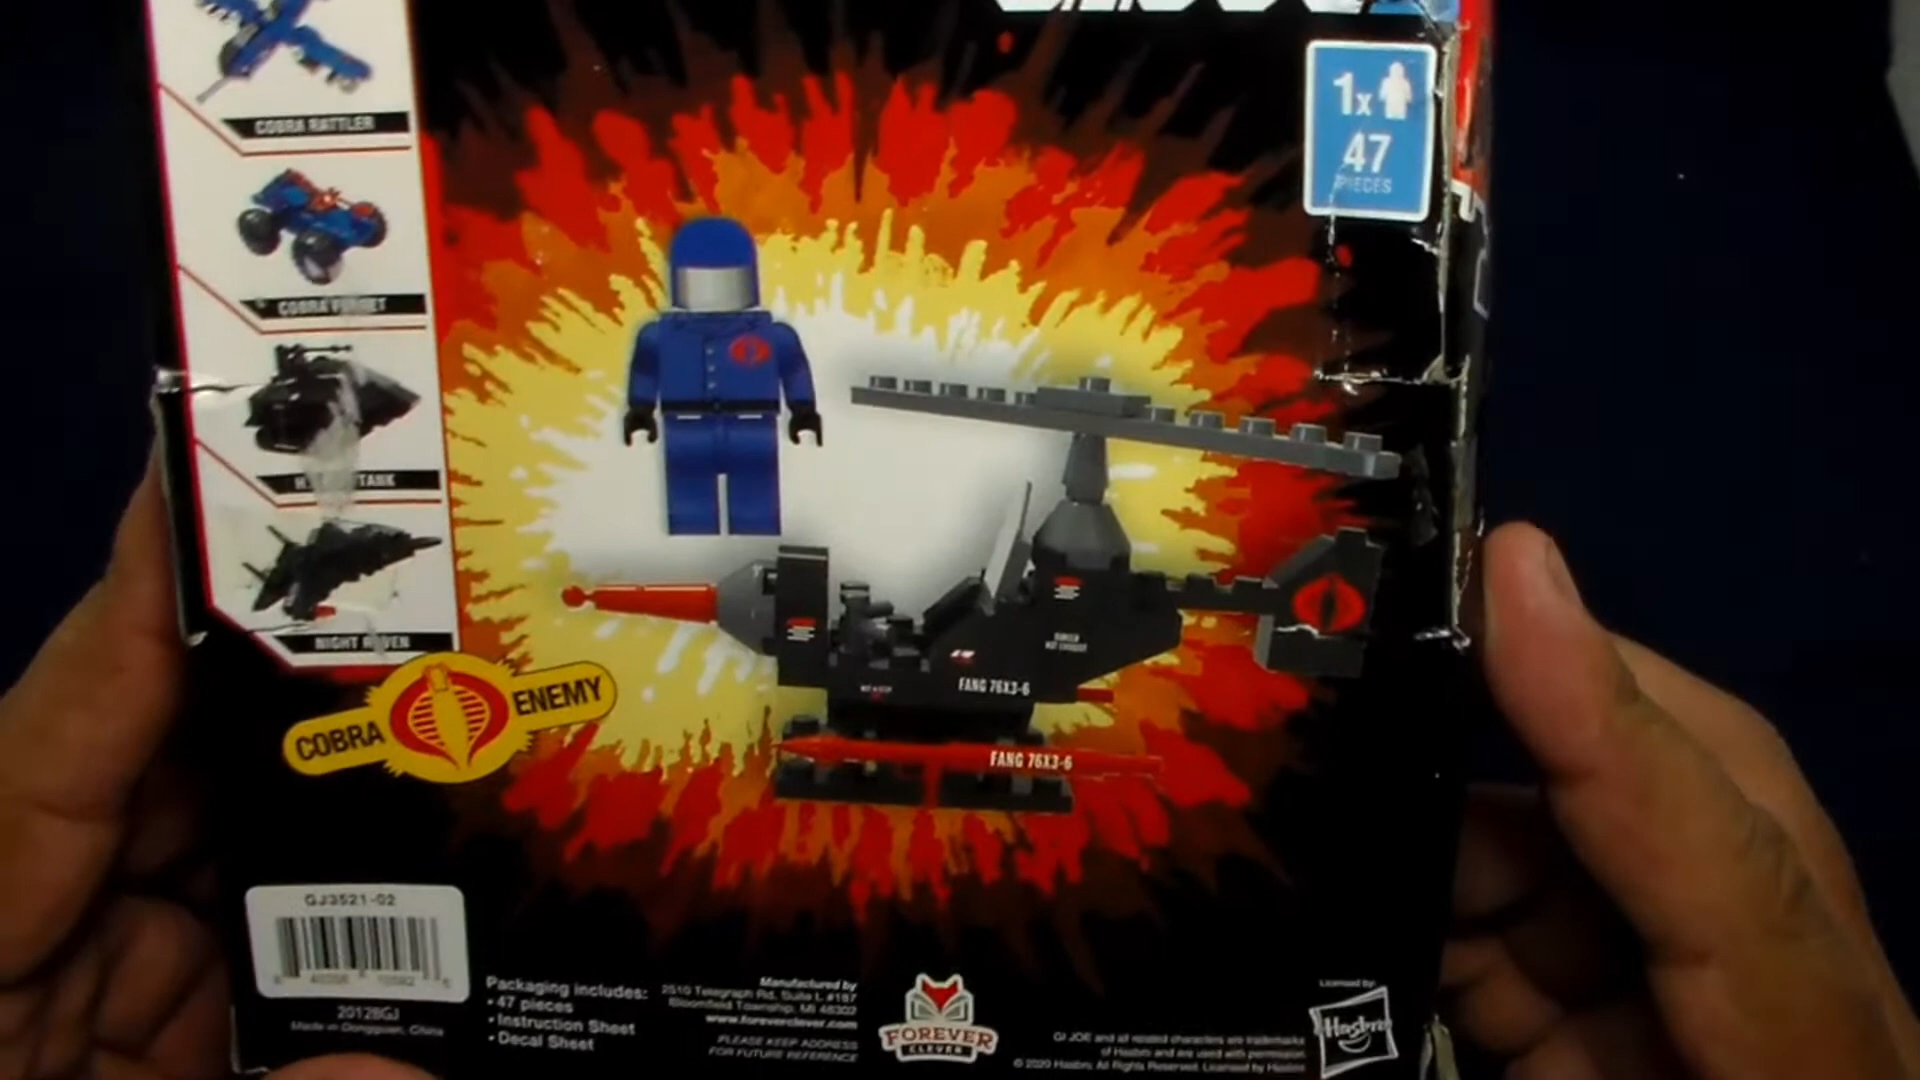 1x
47
PIECES
COBRA RATTLER
COBRA
TANK
NIGHT RAVEN
COBRA ENEMY
FANG 76X3-6
FANG 76X3-6
GJ3521-02
2012BGJ
Made in Dongguan, China
Packaging includes:
• 47 pieces
• Instruction Sheet
• Decal Sheet
Manufactured by
2510 Telegraph Rd, Suite L #187
Bloomfield Township, MI 48302
www.foreverclever.com
PLEASE KEEP ADDRESS
FOR FUTURE REFERENCE
FOREVER
CLEVER
GI JOE and all related characters are trademarks
of Hasbro and are used with permission.
© 2020 Hasbro. All Rights Reserved. Licensed by Hasbro
Licensed by:
Hasbro